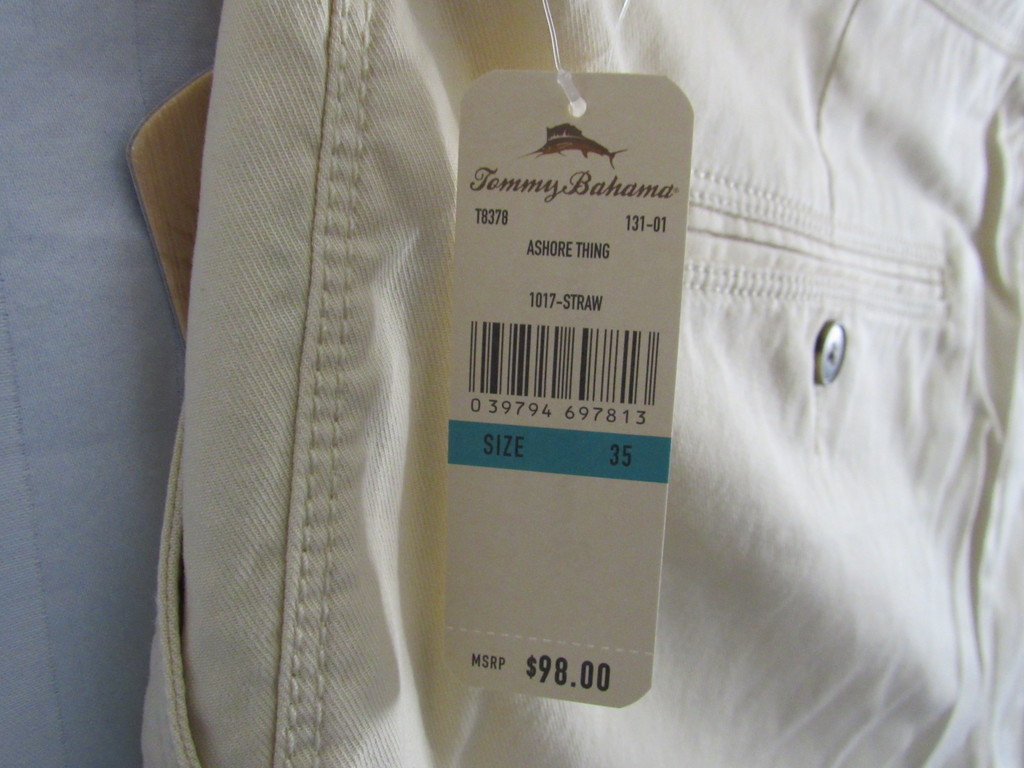 Tommy Bahama®
T8378 131-01
ASHORE THING
1017-STRAW
0 39794 697813
SIZE 35
MSRP $98.00